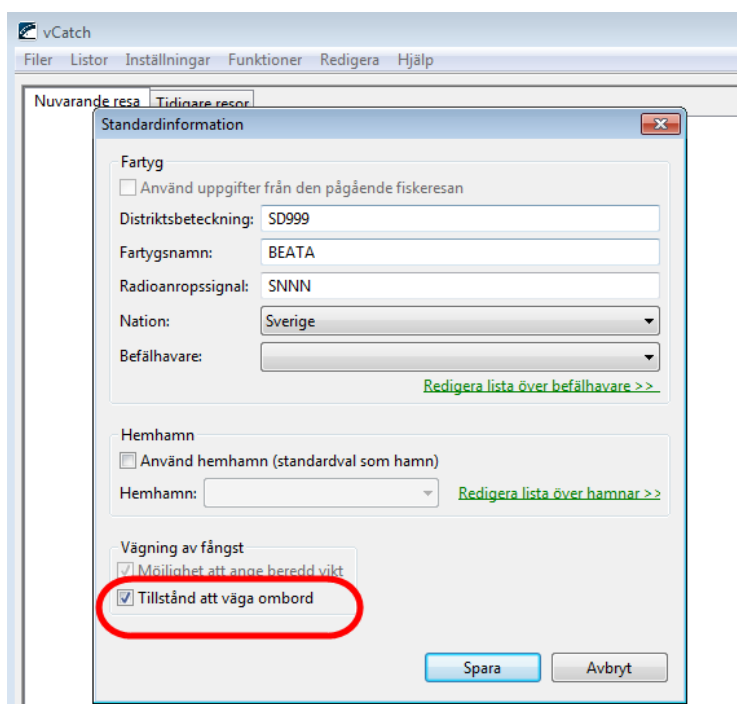 vCatch
Filer Listor Inställningar Funktioner Redigera Hjälp
Nuvarande resa Tidigare resor
Standardinformation
Fartyg
Använd uppgifter från den pågående fiskeresan
Distriktsbeteckning: SD999
Fartygsnamn: BEATA
Radioanropssignal: SNNN
Nation: Sverige
Befälhavare:
Redigera lista över befälhavare >>
Hemhamn
Använd hemhamn (standardval som hamn)
Hemhamn: Redigera lista över hamnar >>
Vägning av fångst
Möjlighet att ange beredd vikt
Tillstånd att väga ombord
Spara Avbryt